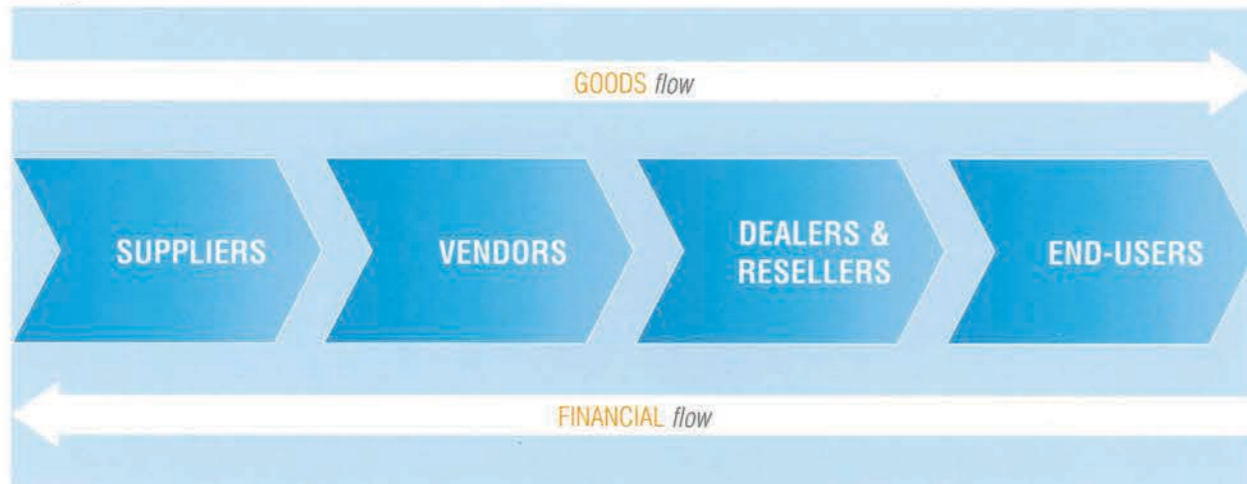 GOODS flow
SUPPLIERS
VENDORS
DEALERS &
RESELLERS
END-USERS
FINANCIAL flow